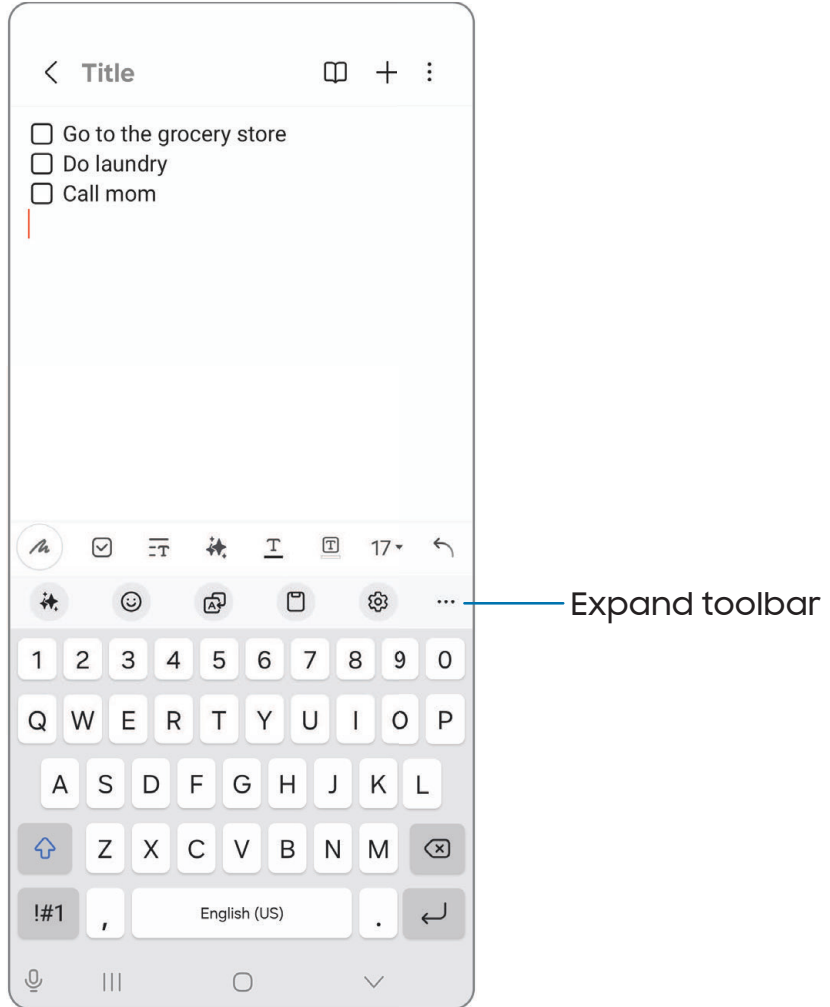 Title
Go to the grocery store
Do laundry
Call mom
T T T 17
A
Expand toolbar
1 2 3 4 5 6 7 8 9 0
Q W E R T Y U I O P
A S D F G H J K L
Z X C V B N M
!#1 , English (US) .